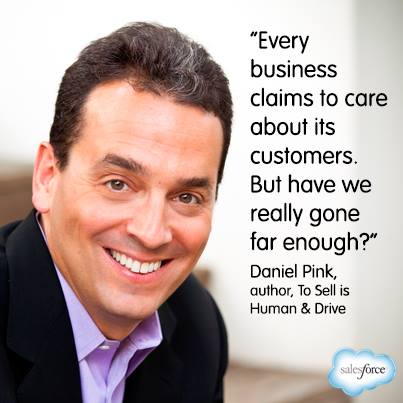 “Every
business
claims to care
about its
customers.
But have we
really gone
far enough?”
Daniel Pink,
author, To Sell is
Human & Drive
salesforce